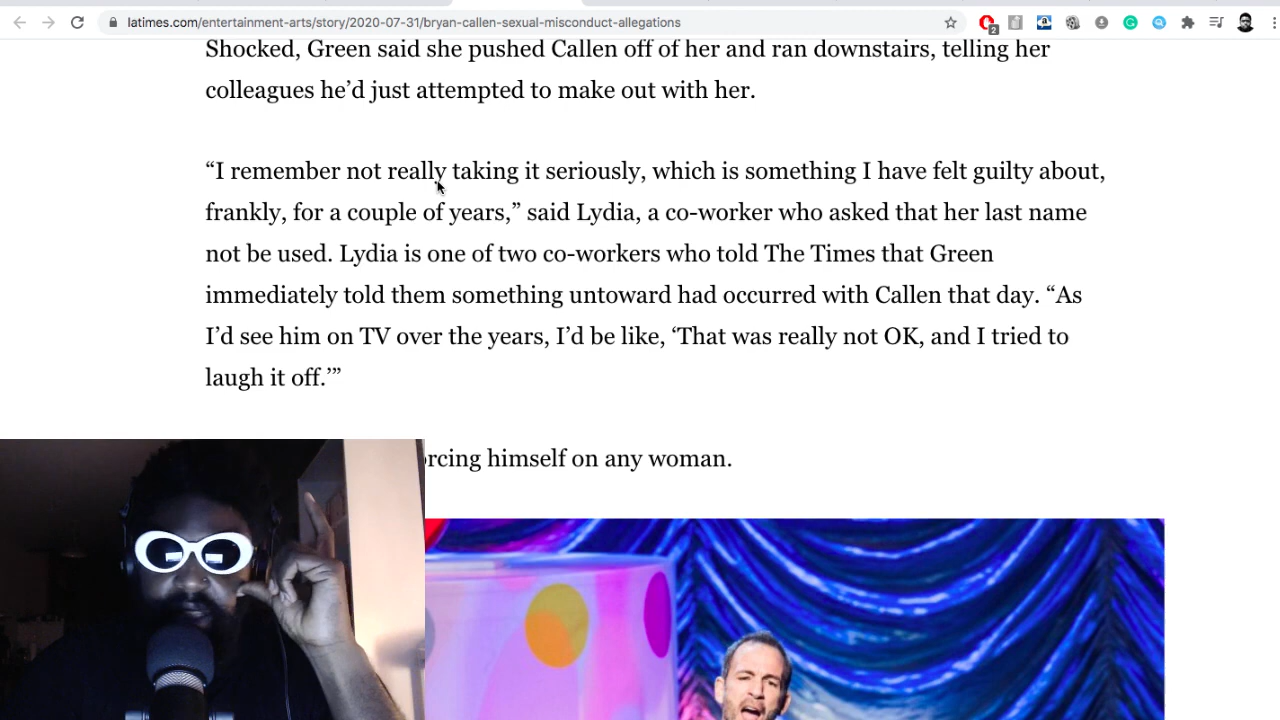 latimes.com/entertainment-arts/story/2020-07-31/bryan-callen-sexual-misconduct-allegations
2
Shocked, Green said she pushed Callen off of her and ran downstairs, telling her
colleagues he’d just attempted to make out with her.
“I remember not really taking it seriously, which is something I have felt guilty about,
frankly, for a couple of years,” said Lydia, a co-worker who asked that her last name
not be used. Lydia is one of two co-workers who told The Times that Green
immediately told them something untoward had occurred with Callen that day. “As
I’d see him on TV over the years, I’d be like, ‘That was really not OK, and I tried to
laugh it off.’”
orcing himself on any woman.